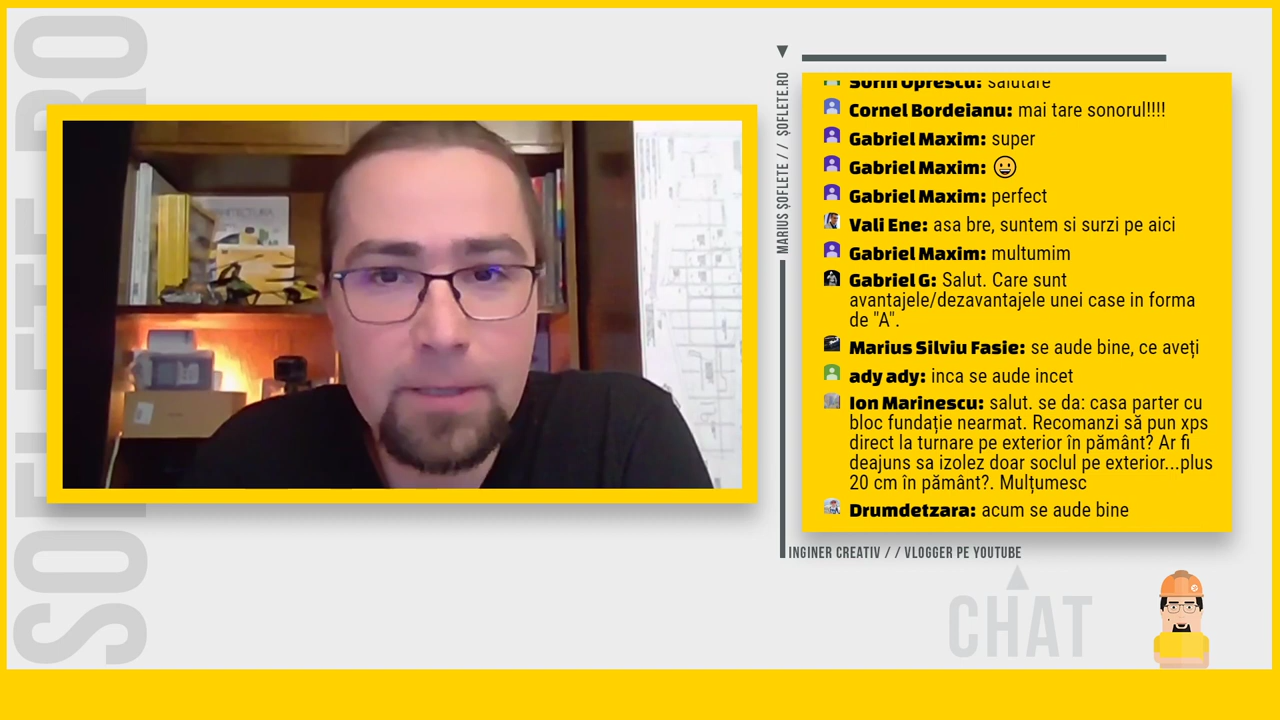 SOFLETE.RO
ARHITECTURA
MARIUS ȘOFLETE / / ȘOFLETE.RO
Sorin Oprescu: salutare
Cornel Bordeianu: mai tare sonorul!!!!
Gabriel Maxim: super
Gabriel Maxim: 😀
Gabriel Maxim: perfect
Vali Ene: asa bre, suntem si surzi pe aici
Gabriel Maxim: multumim
Gabriel G: Salut. Care sunt
avantajele/dezavantajele unei case in forma
de "A".
Marius Silviu Fasie: se aude bine, ce aveți
ady ady: inca se aude incet
Ion Marinescu: salut. se da: casa parter cu
bloc fundație nearmat. Recomanzi să pun xps
direct la turnare pe exterior în pământ? Ar fi
deajuns sa izolez doar soclul pe exterior...plus
20 cm în pământ?. Mulțumesc
Drumdetzara: acum se aude bine
INGINER CREATIV / / VLOGGER PE YOUTUBE
CHAT